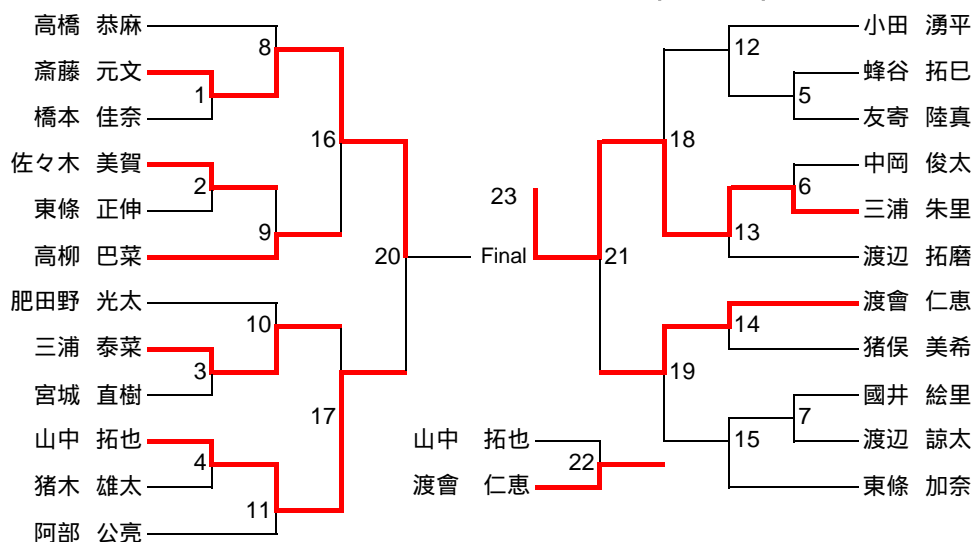 高橋 恭麻
斎藤 元文
橋本 佳奈
佐々木 美賀
東條 正伸
高柳 巴菜
肥田野 光太
三浦 泰菜
宮城 直樹
山中 拓也
猪木 雄太
阿部 公亮
8
1
16
2
9
20
10
3
17
4
11
23
Final
21
山中 拓也
22
渡會 仁恵
12
5
18
6
13
14
19
7
15
小田 湧平
蜂谷 拓巳
友寄 陸真
中岡 俊太
三浦 朱里
渡辺 拓磨
渡會 仁恵
猪俣 美希
國井 絵里
渡辺 諒太
東條 加奈